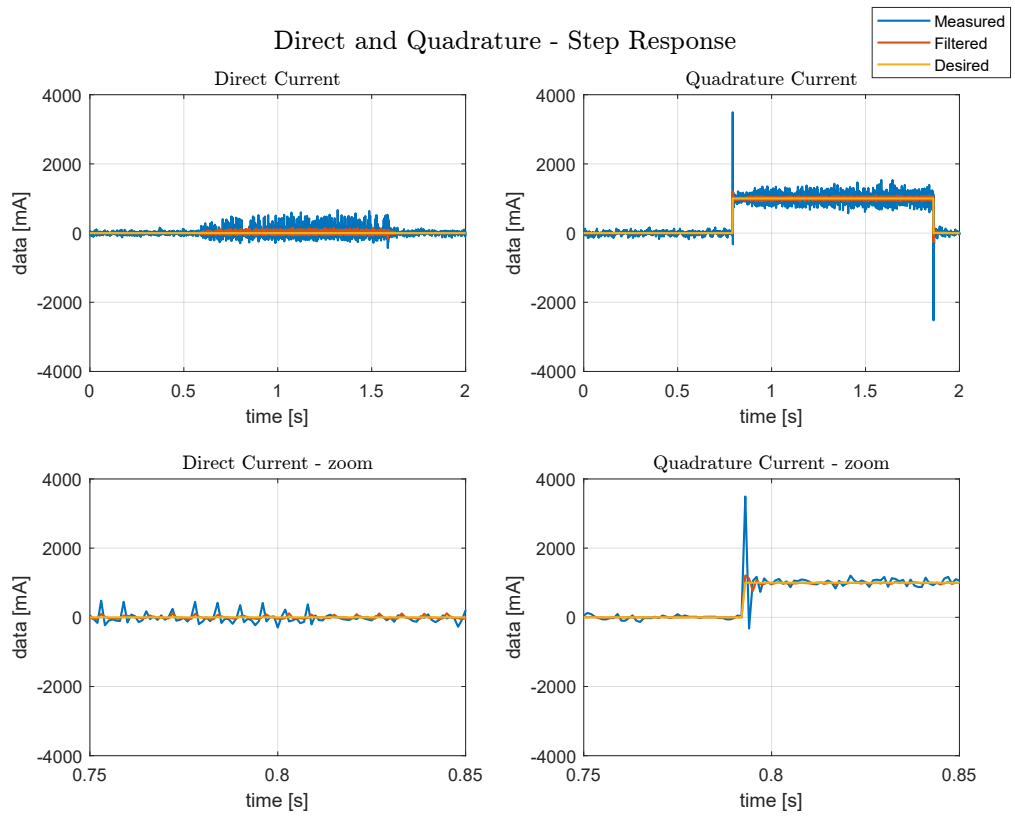 Direct and Quadrature - Step Response
Measured
Filtered
Desired
Direct Current
4000
2000
0
-2000
-4000
data [mA]
0 0.5 1 1.5 2
time [s]
Quadrature Current
4000
2000
0
-2000
-4000
data [mA]
0 0.5 1 1.5 2
time [s]
Direct Current - zoom
4000
2000
0
-2000
-4000
data [mA]
0.75 0.8 0.85
time [s]
Quadrature Current - zoom
4000
2000
0
-2000
-4000
data [mA]
0.75 0.8 0.85
time [s]